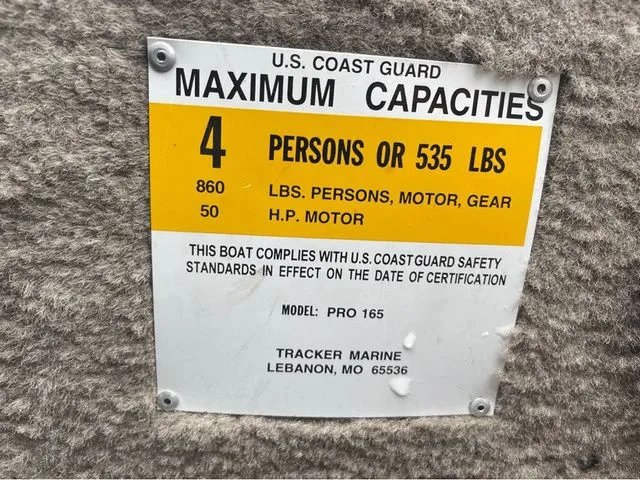 U.S. COAST GUARD
MAXIMUM CAPACITIES
4 PERSONS OR 535 LBS
860 LBS. PERSONS, MOTOR, GEAR
50 H.P. MOTOR
THIS BOAT COMPLIES WITH U.S. COAST GUARD SAFETY
STANDARDS IN EFFECT ON THE DATE OF CERTIFICATION
MODEL: PRO 165
TRACKER MARINE
LEBANON, MO 65536